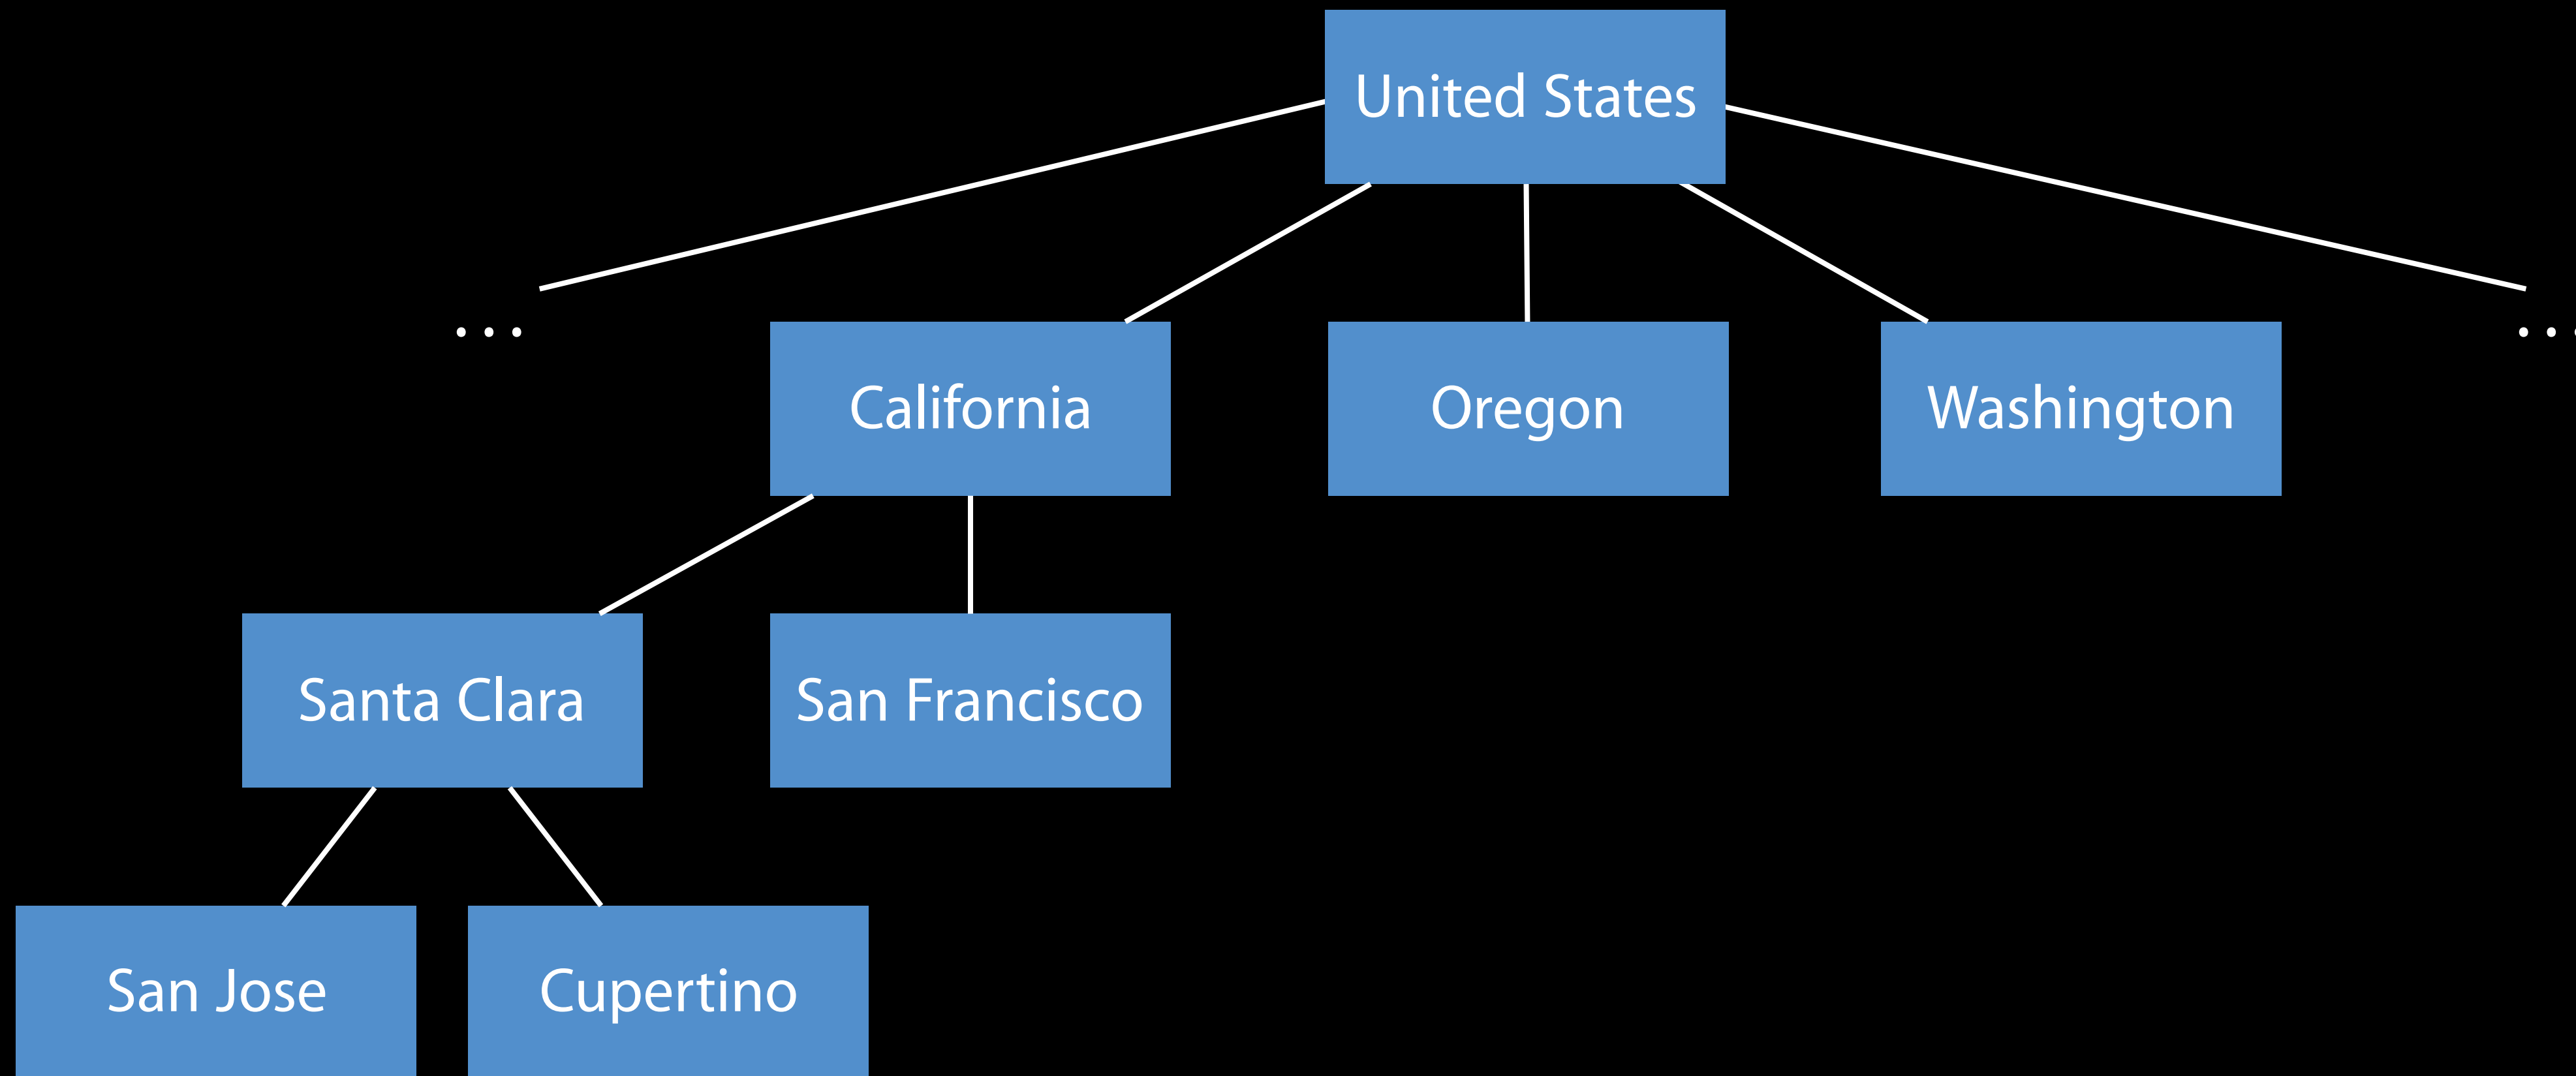 United States
...
California
Oregon
Washington
...
Santa Clara
San Francisco
San Jose
Cupertino